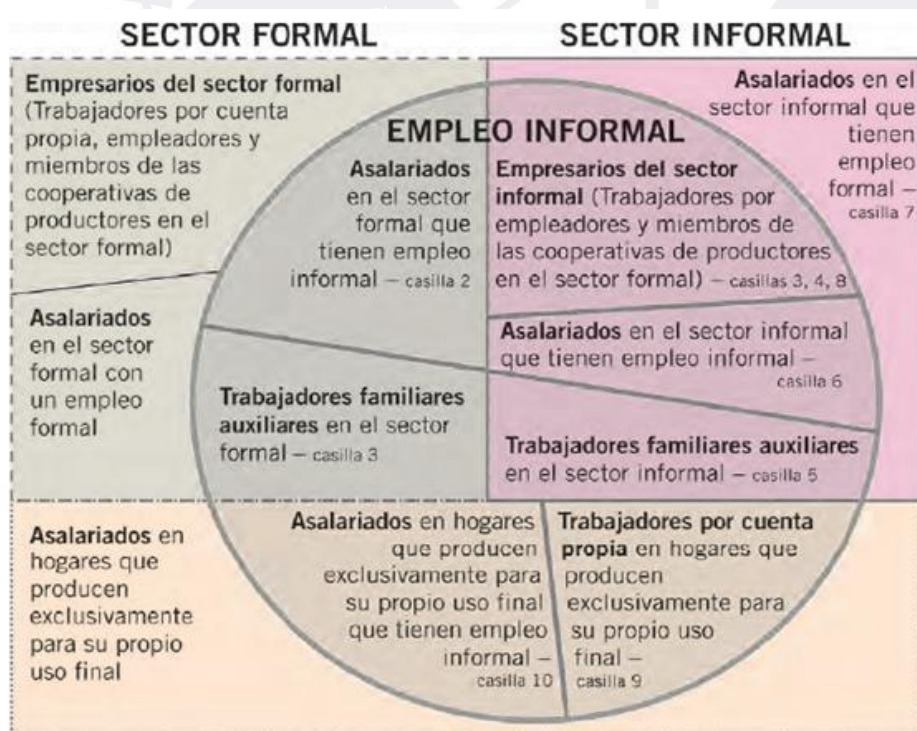 SECTOR FORMAL
SECTOR INFORMAL
Empresarios del sector formal
(Trabajadores por cuenta
propia, empleadores y
miembros de las
cooperativas de
productores en el
sector formal)
Asalariados en el
sector informal que
tienen
empleo
formal –
casilla 7
EMPLEO INFORMAL
Asalariados
en el sector
formal que
tienen empleo
informal – casilla 2
Empresarios del sector
informal (Trabajadores por
empleadores y miembros de
las cooperativas de productores
en el sector formal) – casillas 3, 4, 8
Asalariados
en el sector
formal con
un empleo
formal
Asalariados en el sector informal
que tienen empleo informal –
casilla 6
Trabajadores familiares
auxiliares en el sector
formal – casilla 3
Trabajadores familiares auxiliares
en el sector informal – casilla 5
Asalariados en
hogares que
producen
exclusivamente
para su propio
uso final
Asalariados en hogares
que producen
exclusivamente para
su propio uso final
que tienen empleo
informal –
casilla 10
Trabajadores por cuenta
propia en hogares que
producen
exclusivamente para
su propio uso
final –
casilla 9